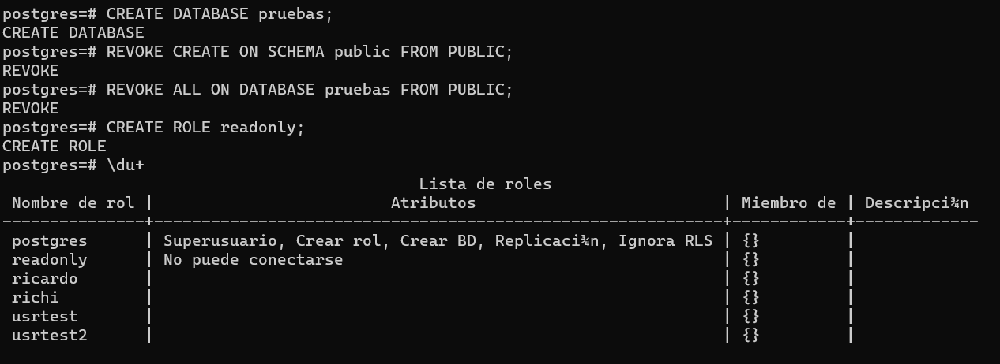 postgres=# CREATE DATABASE pruebas;
CREATE DATABASE
postgres=# REVOKE CREATE ON SCHEMA public FROM PUBLIC;
REVOKE
postgres=# REVOKE ALL ON DATABASE pruebas FROM PUBLIC;
REVOKE
postgres=# CREATE ROLE readonly;
CREATE ROLE
postgres=# \du+
Lista de roles
Nombre de rol | Atributos | Miembro de | Descripci¾n
---------------+------------------------------------------------------------+------------+-------------
postgres | Superusuario, Crear rol, Crear BD, Replicaci¾n, Ignora RLS | {} |
readonly | No puede conectarse | {} |
ricardo | | {} |
richi | | {} |
usrtest | | {} |
usrtest2 | | {} |